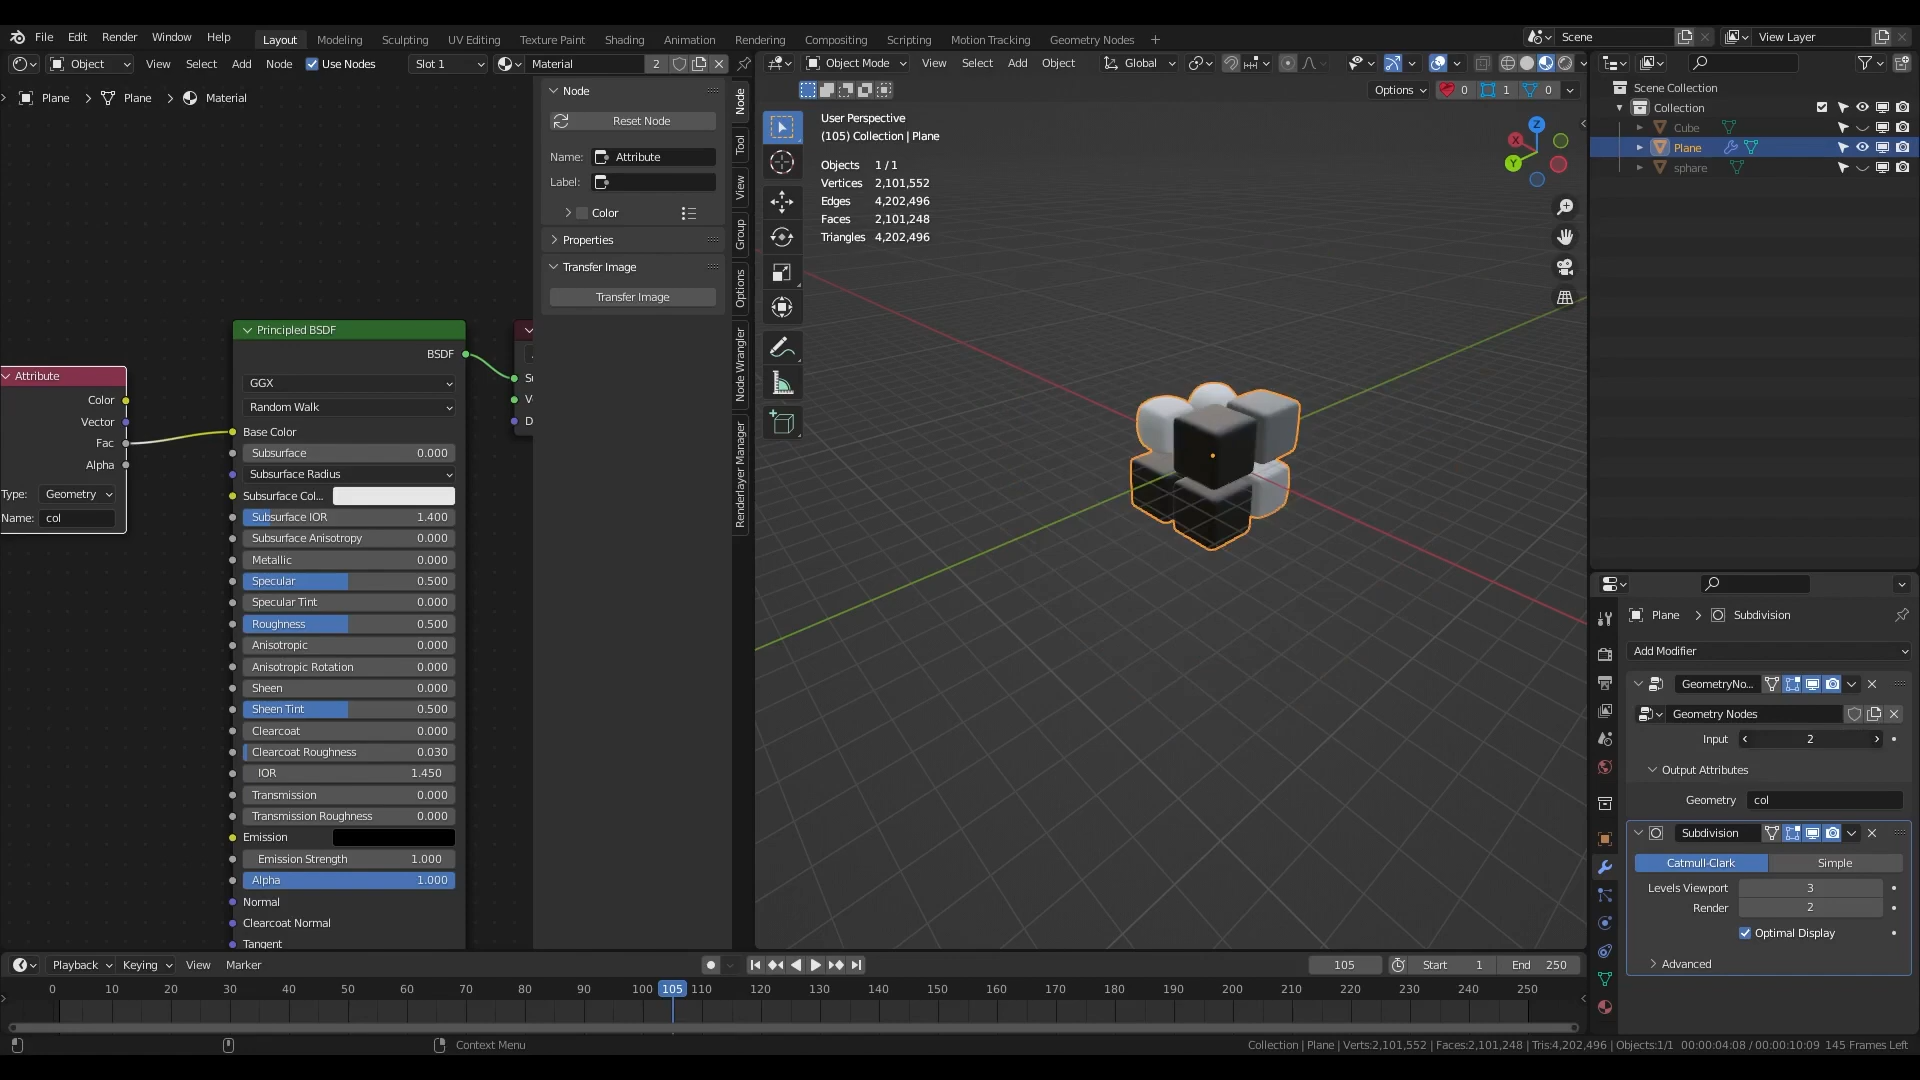 File Edit Render Window Help Layout Modeling Sculpting UV Editing Texture Paint Shading Animation Rendering Compositing Scripting Motion Tracking Geometry Nodes + Scene View Layer
Object View Select Add Node Use Nodes Slot 1 Material 2
Plane > Plane > Material
Attribute
Color
Vector
Fac
Alpha
Type: Geometry
Name: col
Principled BSDF
BSDF
GGX
Random Walk
Base Color
Subsurface 0.000
Subsurface Radius
Subsurface Col...
Subsurface IOR 1.400
Subsurface Anisotropy 0.000
Metallic 0.000
Specular 0.500
Specular Tint 0.000
Roughness 0.500
Anisotropic 0.000
Anisotropic Rotation 0.000
Sheen 0.000
Sheen Tint 0.500
Clearcoat 0.000
Clearcoat Roughness 0.030
IOR 1.450
Transmission 0.000
Transmission Roughness 0.000
Emission
Emission Strength 1.000
Alpha 1.000
Normal
Clearcoat Normal
Tangent
V
D
Node
Reset Node
Name: Attribute
Label:
Color
Properties
Transfer Image
Transfer Image
Node
Tool
View
Group
Options
Node Wrangler
Renderlayer Manager
Object Mode View Select Add Object Global
Options 0 1 0
User Perspective
(105) Collection | Plane
Objects 1 / 1
Vertices 2,101,552
Edges 4,202,496
Faces 2,101,248
Triangles 4,202,496
Z
X
Y
Scene Collection
Collection
Cube
Plane
sphare
Plane > Subdivision
Add Modifier
GeometryNo...
Geometry Nodes
Input 2
Output Attributes
Geometry col
Subdivision
Catmull-Clark Simple
Levels Viewport 3
Render 2
Optimal Display
Advanced
Playback Keying View Marker 105 Start 1 End 250
0 10 20 30 40 50 60 70 80 90 100 105 110 120 130 140 150 160 170 180 190 200 210 220 230 240 250
Context Menu
Collection | Plane | Verts:2,101,552 | Faces:2,101,248 | Tris:4,202,496 | Objects:1/1 00:00:04:08 / 00:00:10:09 145 Frames Left